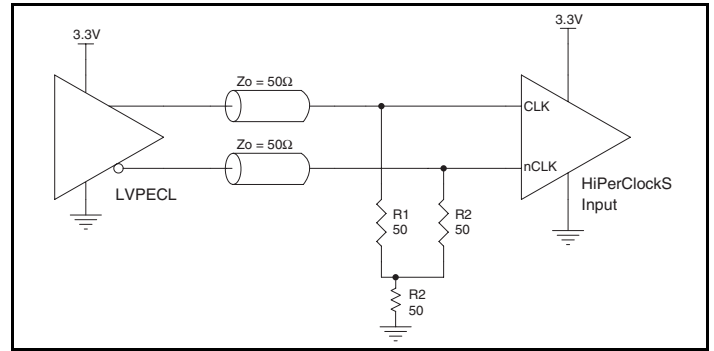 3.3V
3.3V
Zo = 50Ω
CLK
Zo = 50Ω
nCLK
LVPECL
HiPerClockS
Input
R1
50
R2
50
R2
50